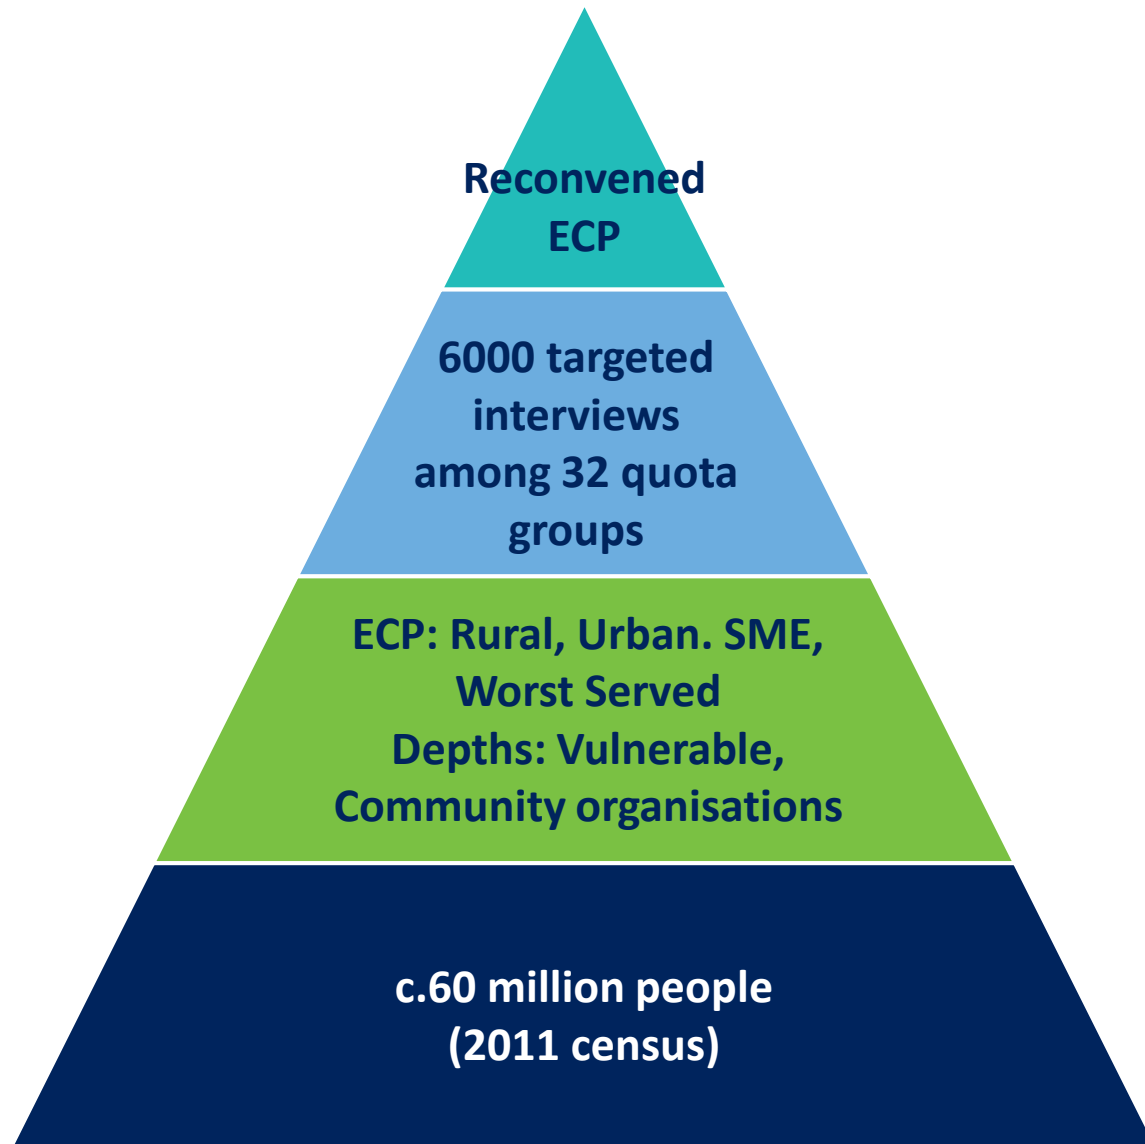 Reconvened
ECP
6000 targeted
interviews
among 32 quota
groups
ECP: Rural, Urban. SME,
Worst Served
Depths: Vulnerable,
Community organisations
c.60 million people
(2011 census)